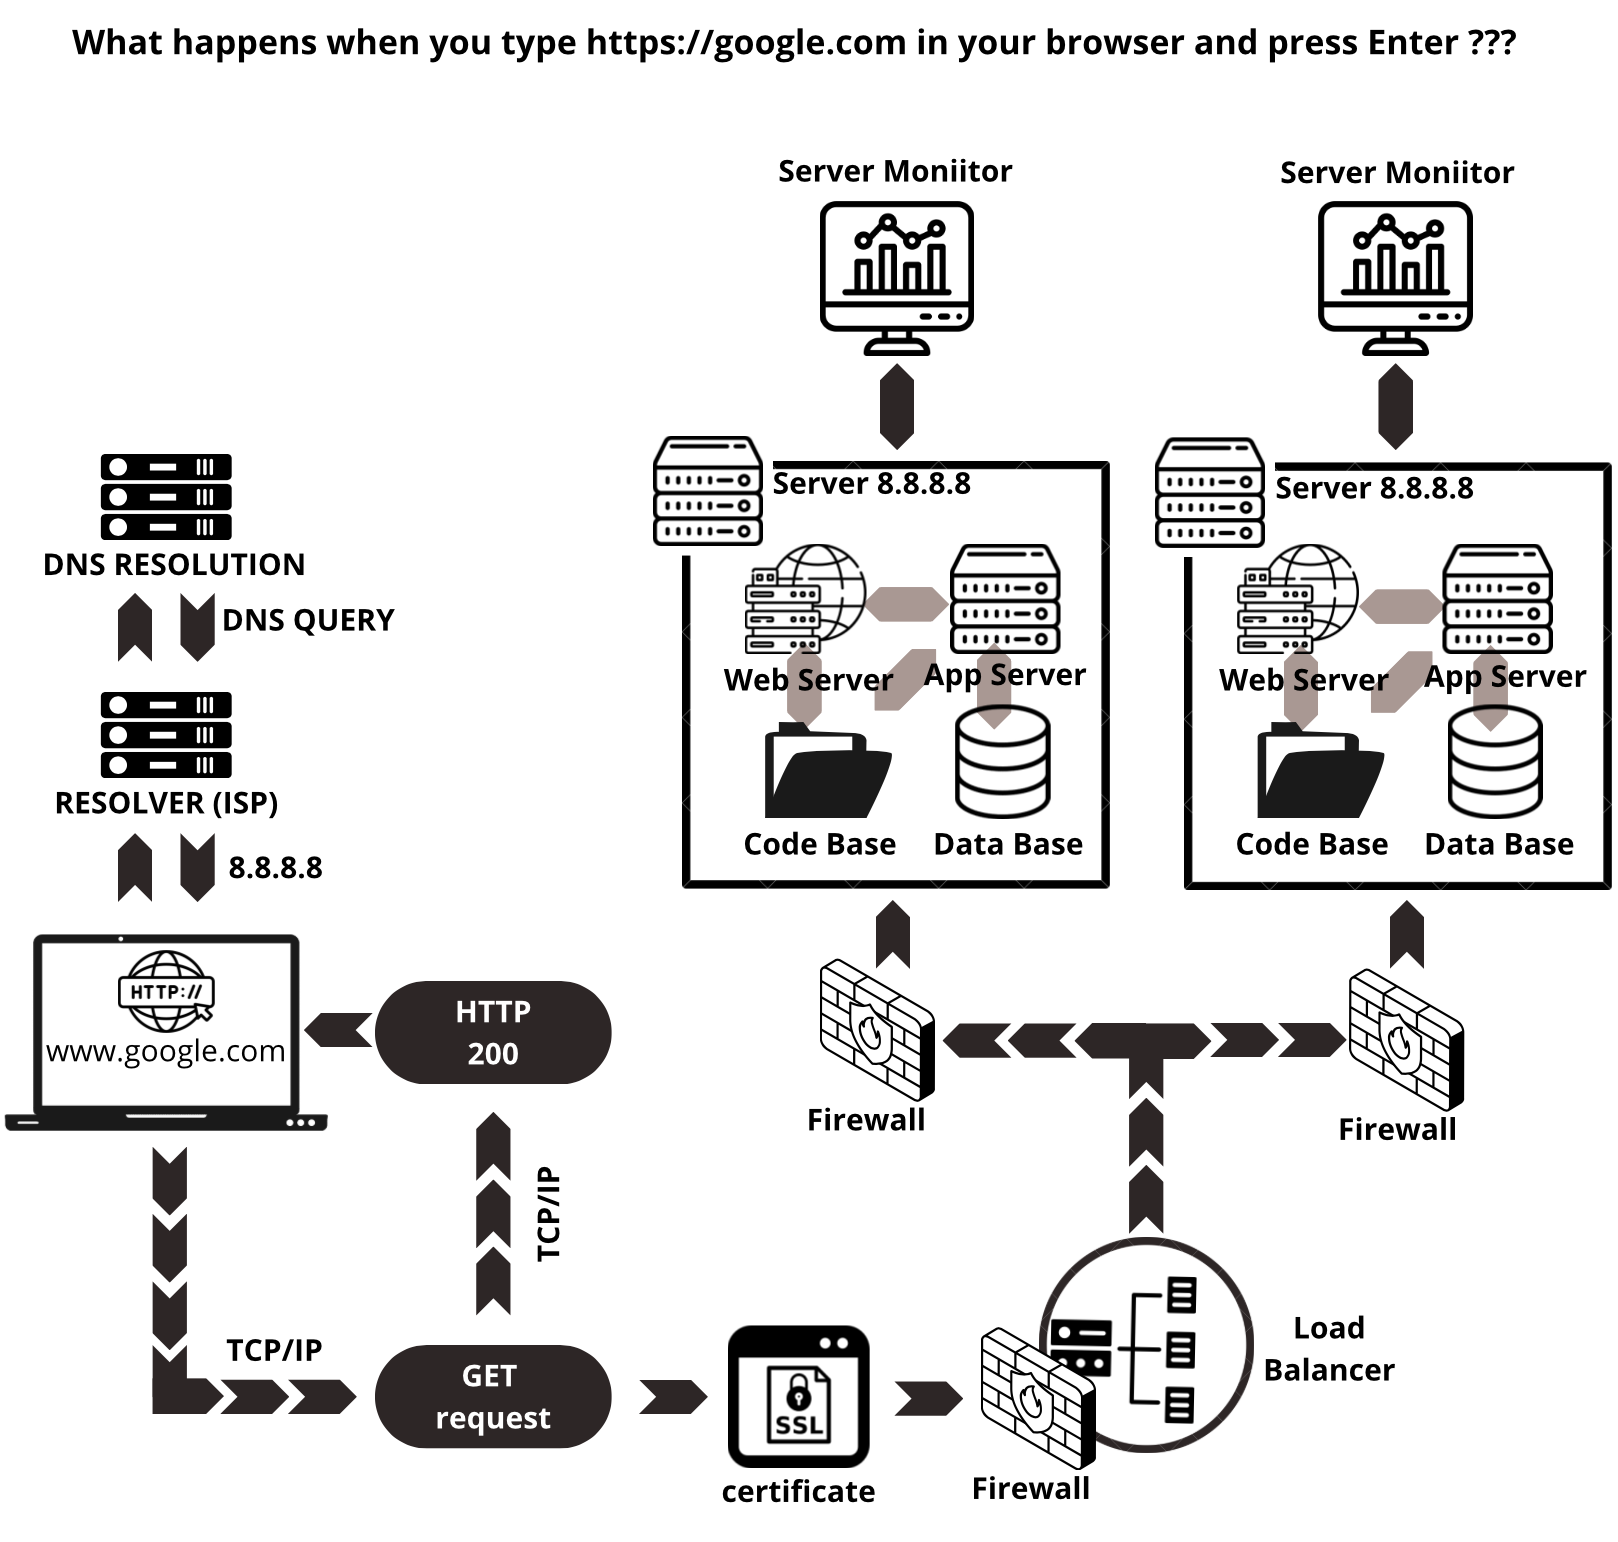 What happens when you type https://google.com in your browser and press Enter ???
Server Moniitor
Server Moniitor
Server 8.8.8.8
Server 8.8.8.8
DNS RESOLUTION
DNS QUERY
Web Server
App Server
Web Server
App Server
RESOLVER (ISP)
Code Base
Data Base
Code Base
Data Base
8.8.8.8
HTTP://
www.google.com
HTTP
200
Firewall
Firewall
TCP/IP
TCP/IP
GET
request
SSL
certificate
Firewall
Load
Balancer